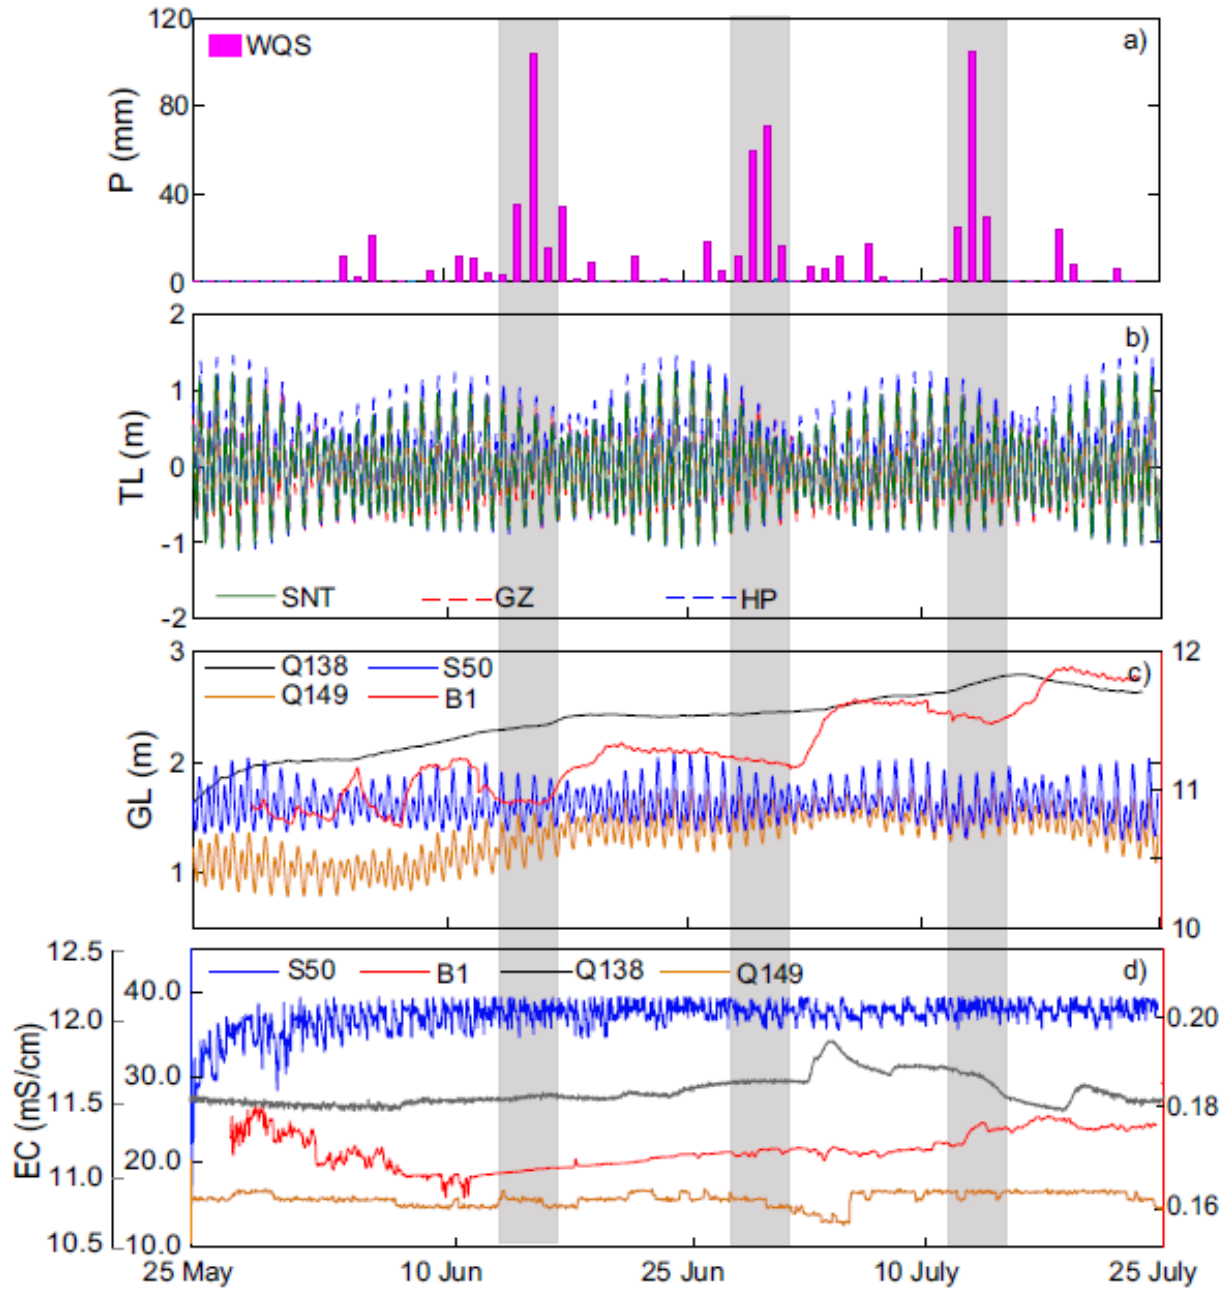 120
WQS
a)
80
P (mm)
40
0
2
b)
1
TL (m)
0
-1
SNT
GZ
HP
-2
3
12
Q138
S50
c)
Q149
B1
2
GL (m)
11
1
10
12.5
S50
B1
Q138
Q149
d)
40.0
12.0
0.20
30.0
EC (mS/cm)
11.5
0.18
20.0
11.0
0.16
10.5
10.0
25 May
10 Jun
25 Jun
10 July
25 July